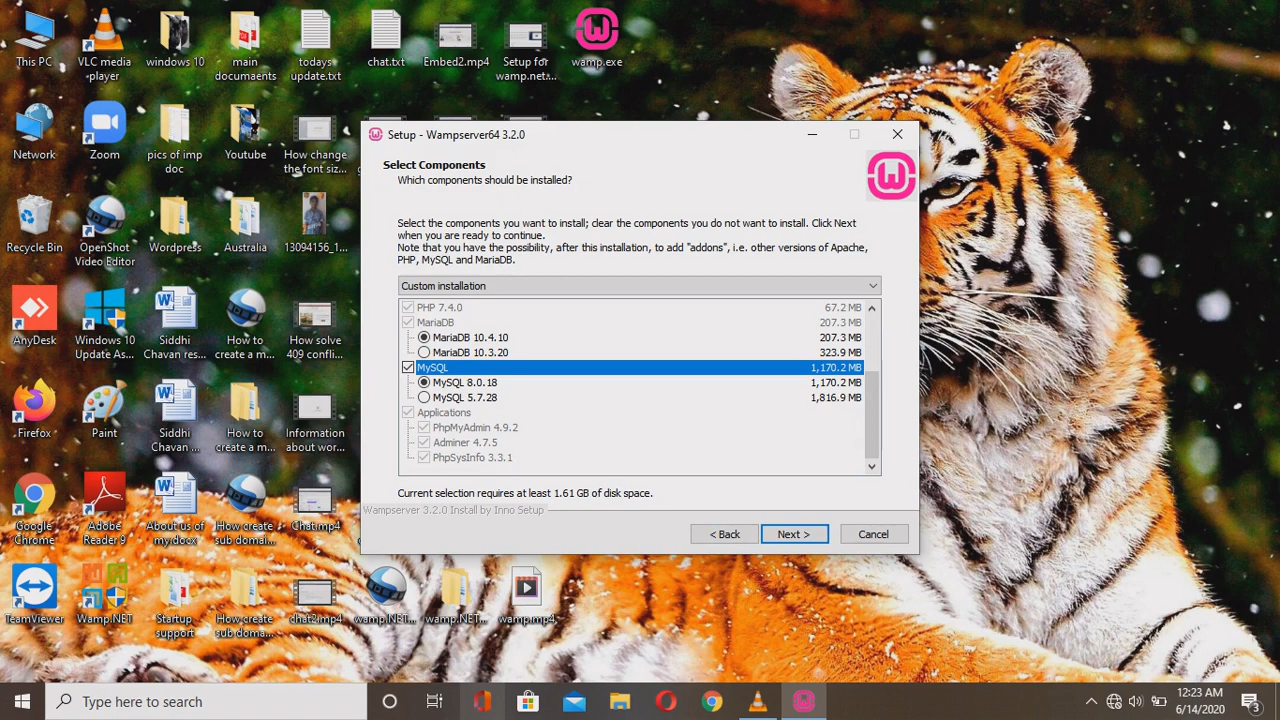 This PC
VLC media
player
windows 10
main
documaents
todays
update.txt
chat.txt
Embed2.mp4
Setup for
wamp.net...
wamp.exe
Network
Zoom
pics of imp
doc
Youtube
How change
the font siz...
Recycle Bin
OpenShot
Video Editor
Wordpress
Australia
13094156_1...
AnyDesk
Windows 10
Update As...
Siddhi
Chavan res...
How to
create a m...
How solve
409 confli...
Firefox
Paint
Siddhi
Chavan ...
How to
create a m...
Information
about wor...
Google
Chrome
Adobe
Reader 9
About us of
my.docx
How create
sub dom...
Chat.mp4
TeamViewer
Wamp.NET
Startup
support
How create
sub doma...
chat2.mp4
wamp.NET...
wamp.NET...
wamp.mp4
Setup - Wampserver64 3.2.0
Select Components
Which components should be installed?
Select the components you want to install; clear the components you do not want to install. Click Next
when you are ready to continue.
Note that you have the possibility, after this installation, to add "addons", i.e. other versions of Apache,
PHP, MySQL and MariaDB.
Custom installation
PHP 7.4.0 67.2 MB
MariaDB 207.3 MB
MariaDB 10.4.10 207.3 MB
MariaDB 10.3.20 323.9 MB
MySQL 1,170.2 MB
MySQL 8.0.18 1,170.2 MB
MySQL 5.7.28 1,816.9 MB
Applications
PhpMyAdmin 4.9.2
Adminer 4.7.5
PhpSysInfo 3.3.1
Current selection requires at least 1.61 GB of disk space.
Wampserver 3.2.0 Install by Inno Setup
< Back
Next >
Cancel
Type here to search
12:23 AM
6/14/2020
3